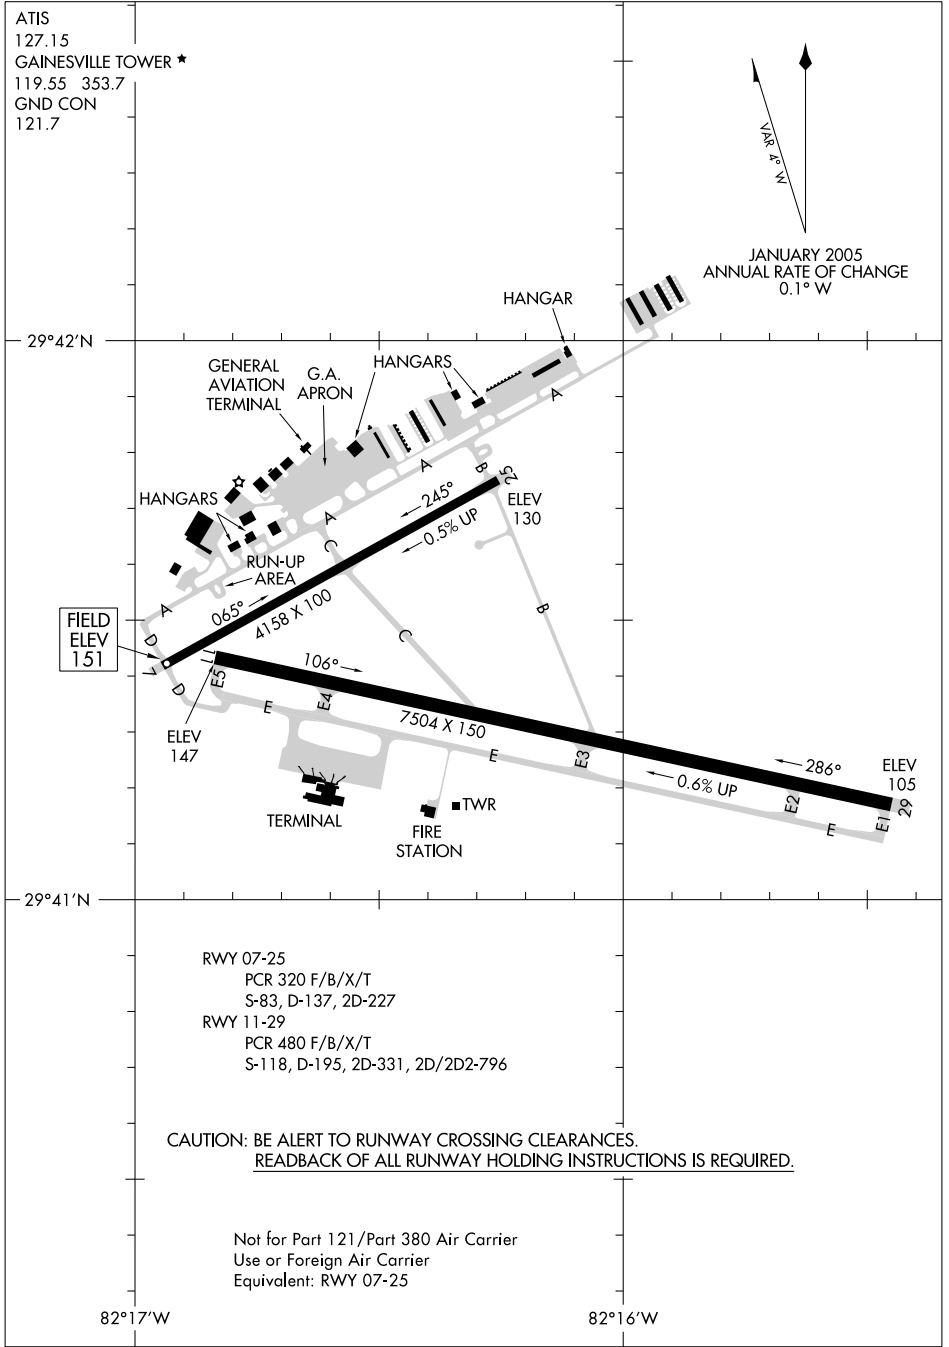 ATIS
127.15
GAINESVILLE TOWER ★
119.55 353.7
GND CON
121.7
VAR 4° W
JANUARY 2005
ANNUAL RATE OF CHANGE
0.1° W
HANGAR
29°42'N
GENERAL
AVIATION
TERMINAL
G.A.
APRON
HANGARS
A
A
B
25
ELEV
130
245°
0.5% UP
HANGARS
A
C
RUN-UP
AREA
065°
4158 X 100
A
B
C
FIELD
ELEV
151
D
7
D
11
E5
106°
E4
E
7504 X 150
E
E3
ELEV
147
0.6% UP
286°
ELEV
105
29
E2
E1
E
TERMINAL
TWR
FIRE
STATION
29°41'N
RWY 07-25
PCR 320 F/B/X/T
S-83, D-137, 2D-227
RWY 11-29
PCR 480 F/B/X/T
S-118, D-195, 2D-331, 2D/2D2-796
CAUTION: BE ALERT TO RUNWAY CROSSING CLEARANCES.
READBACK OF ALL RUNWAY HOLDING INSTRUCTIONS IS REQUIRED.
Not for Part 121/Part 380 Air Carrier
Use or Foreign Air Carrier
Equivalent: RWY 07-25
82°17'W
82°16'W